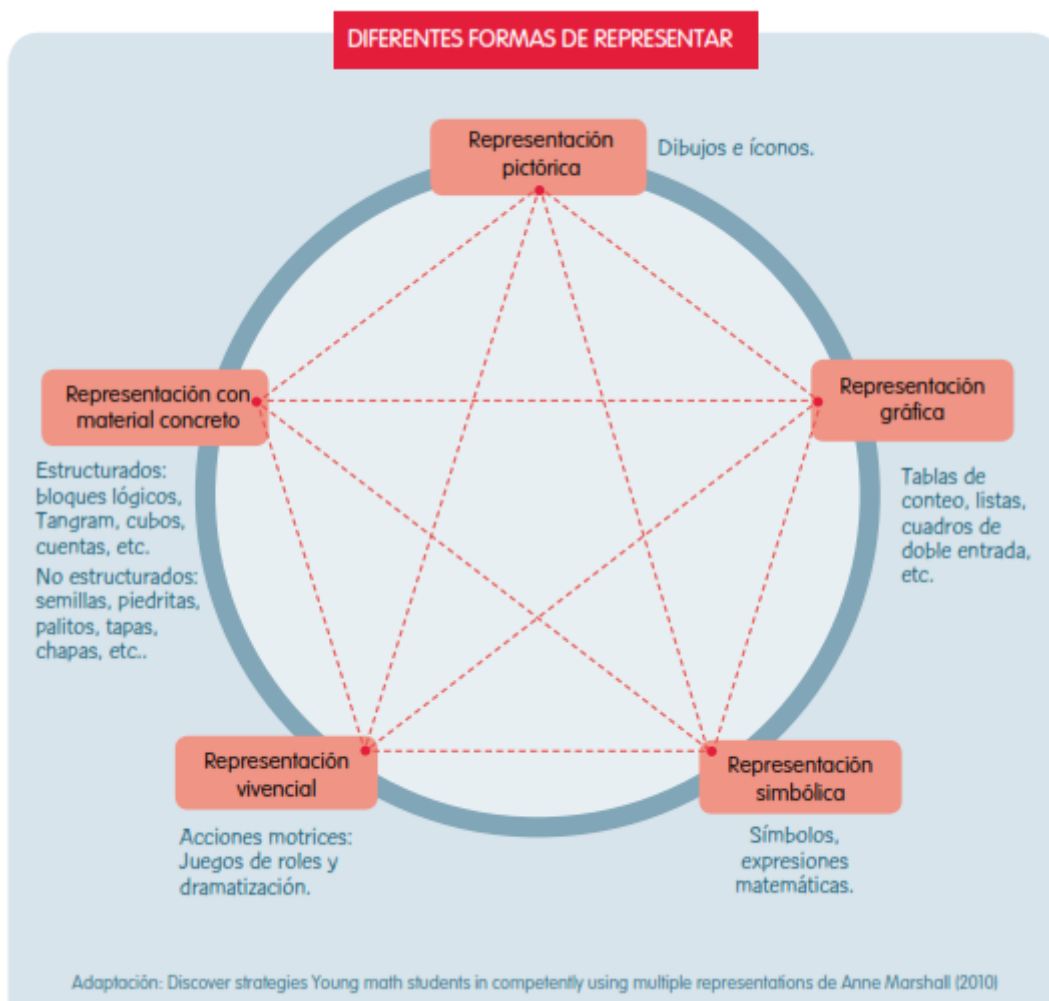 DIFERENTES FORMAS DE REPRESENTAR
Representación
pictórica
Dibujos e íconos.
Representación con
material concreto
Representación
gráfica
Estructurados:
bloques lógicos,
Tangram, cubos,
cuentas, etc.
No estructurados:
semillas, piedritas,
palitos, tapas,
chapas, etc..
Tablas de
conteo, listas,
cuadros de
doble entrada,
etc.
Representación
vivencial
Acciones motrices:
Juegos de roles y
dramatización.
Representación
simbólica
Símbolos,
expresiones
matemáticas.
Adaptación: Discover strategies Young math students in competently using multiple representations de Anne Marshall (2010)